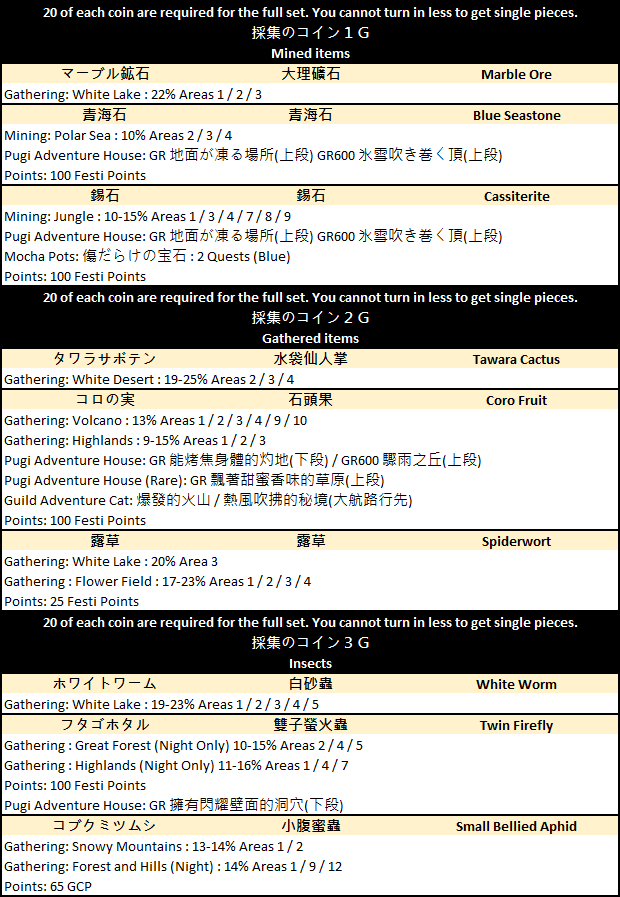 20 of each coin are required for the full set. You cannot turn in less to get single pieces.
採集のコイン１Ｇ
Mined items
マーブル鉱石 大理礦石 Marble Ore
Gathering: White Lake : 22% Areas 1 / 2 / 3
青海石 青海石 Blue Seastone
Mining: Polar Sea : 10% Areas 2 / 3 / 4
Pugi Adventure House: GR 地面が凍る場所(上段) GR600 氷雪吹き巻く頂(上段)
Points: 100 Festi Points
錫石 錫石 Cassiterite
Mining: Jungle : 10-15% Areas 1 / 3 / 4 / 7 / 8 / 9
Pugi Adventure House: GR 地面が凍る場所(上段) GR600 氷雪吹き巻く頂(上段)
Mocha Pots: 傷だらけの宝石 : 2 Quests (Blue)
Points: 100 Festi Points
20 of each coin are required for the full set. You cannot turn in less to get single pieces.
採集のコイン２Ｇ
Gathered items
タワラサボテン 水袋仙人掌 Tawara Cactus
Gathering: White Desert : 19-25% Areas 2 / 3 / 4
コロの実 石頭果 Coro Fruit
Gathering: Volcano : 13% Areas 1 / 2 / 3 / 4 / 9 / 10
Gathering: Highlands : 9-15% Areas 1 / 2 / 3
Pugi Adventure House: GR 能烤焦身體的灼地(下段) / GR600 驟雨之丘(上段)
Pugi Adventure House (Rare): GR 飄著甜蜜香味的草原(上段)
Guild Adventure Cat: 爆發的火山 / 熱風吹拂的秘境(大航路行先)
Points: 100 Festi Points
露草 露草 Spiderwort
Gathering: White Lake : 20% Area 3
Gathering : Flower Field : 17-23% Areas 1 / 2 / 3 / 4
Points: 25 Festi Points
20 of each coin are required for the full set. You cannot turn in less to get single pieces.
採集のコイン３Ｇ
Insects
ホワイトワーム 白砂蟲 White Worm
Gathering: White Lake : 19-23% Areas 1 / 2 / 3 / 4 / 5
フタゴホタル 雙子螢火蟲 Twin Firefly
Gathering : Great Forest (Night Only) 10-15% Areas 2 / 4 / 5
Gathering : Highlands (Night Only) 11-16% Areas 1 / 4 / 7
Points: 100 Festi Points
Pugi Adventure House: GR 擁有閃耀壁面的洞穴(下段)
コブクミツムシ 小腹蜜蟲 Small Bellied Aphid
Gathering: Snowy Mountains : 13-14% Areas 1 / 2
Gathering: Forest and Hills (Night) : 14% Areas 1 / 9 / 12
Points: 65 GCP